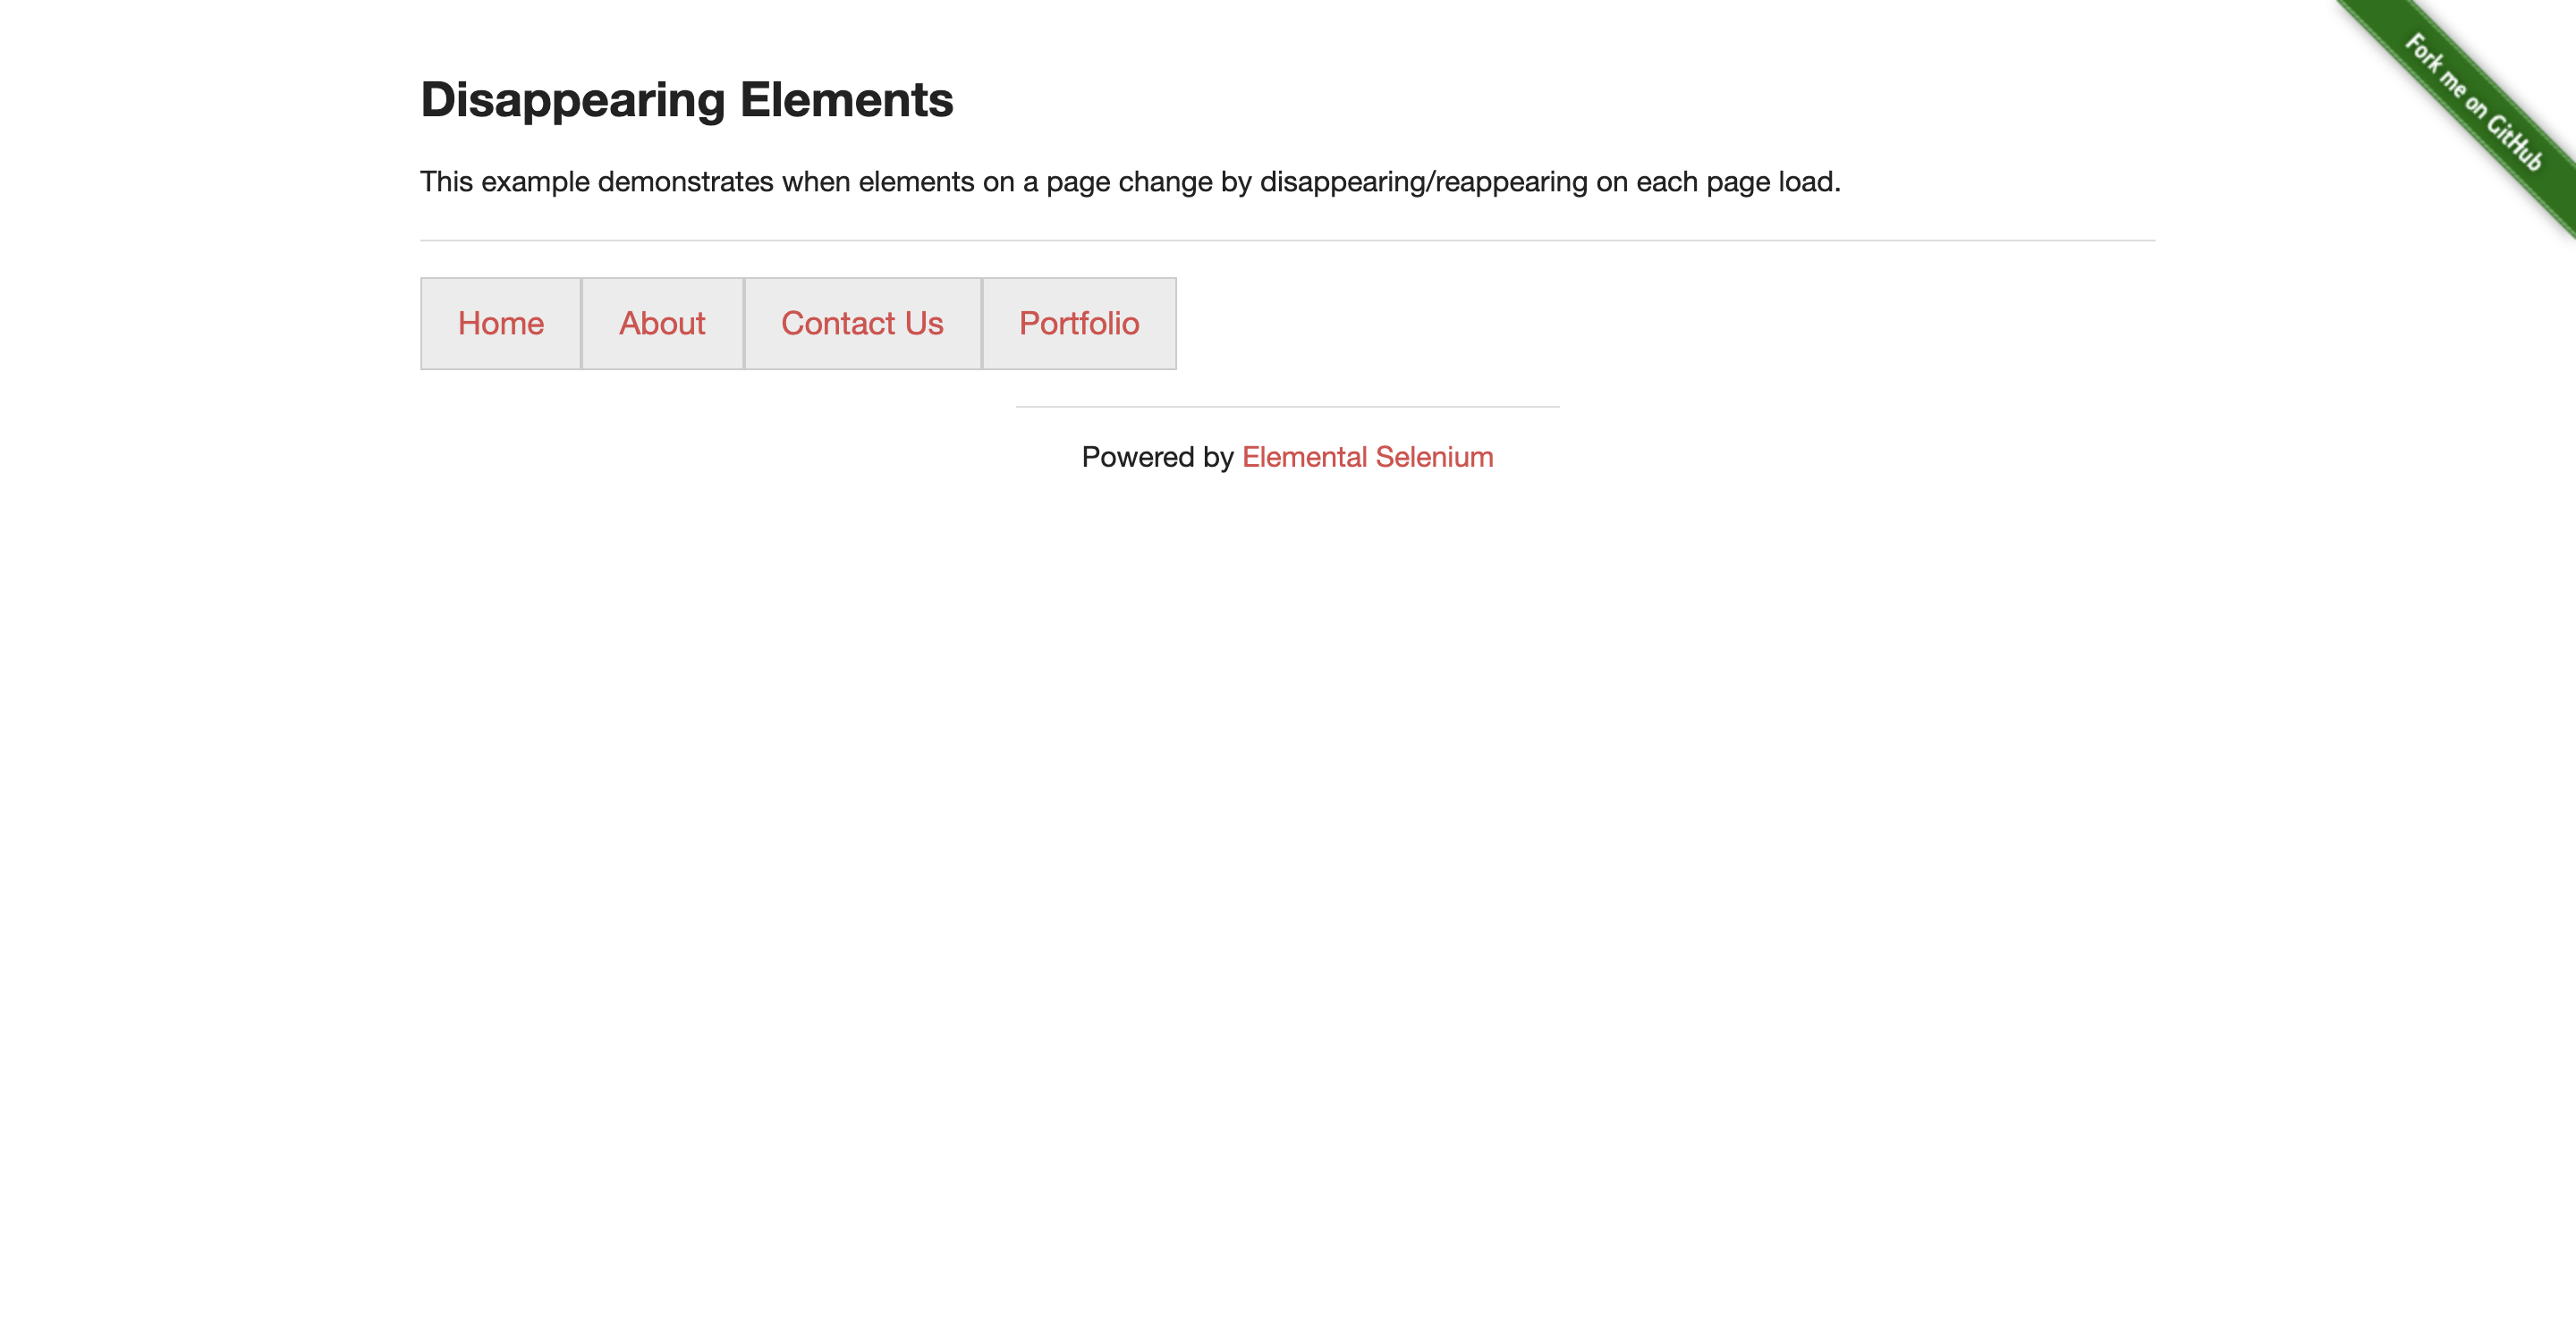 Fork me on GitHub
Disappearing Elements
This example demonstrates when elements on a page change by disappearing/reappearing on each page load.
Home About Contact Us Portfolio
Powered by Elemental Selenium